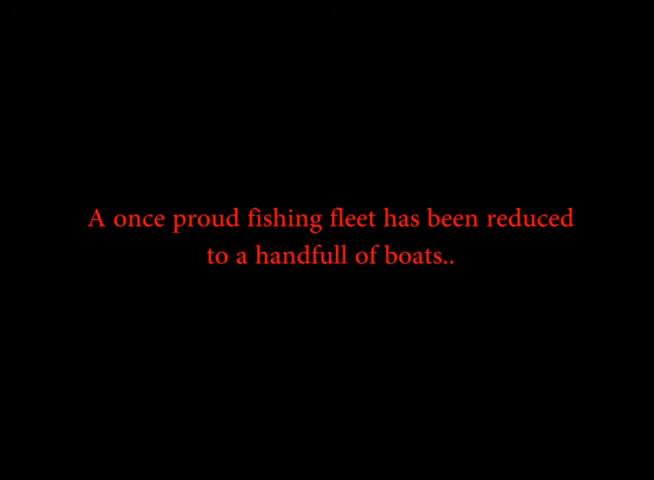 A once proud fishing fleet has been reduced
to a handfull of boats..